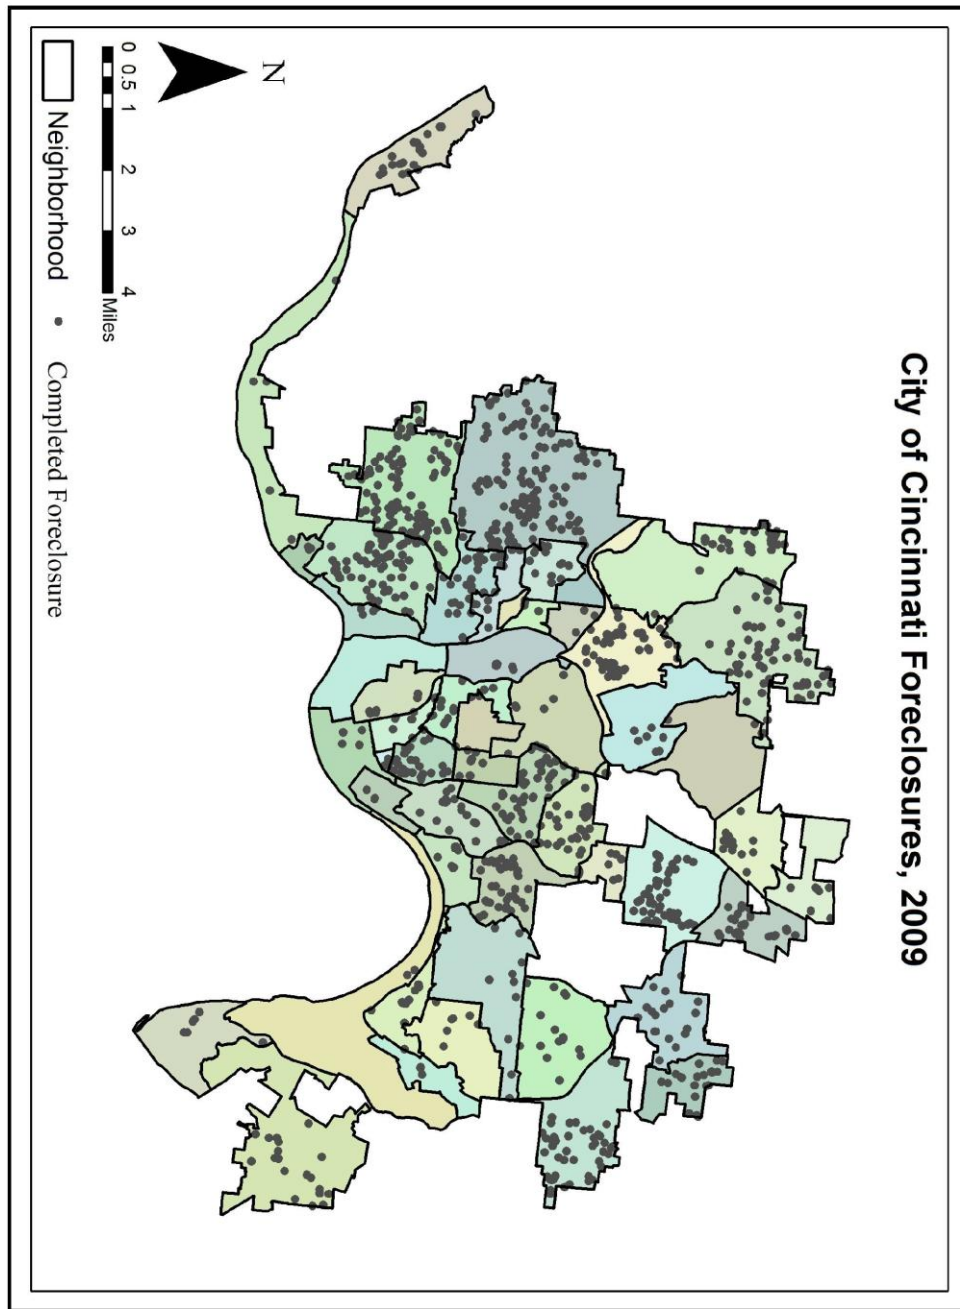 City of Cincinnati Foreclosures, 2009
N
0 0.5 1 2 3 4
Miles
Neighborhood
Completed Foreclosure